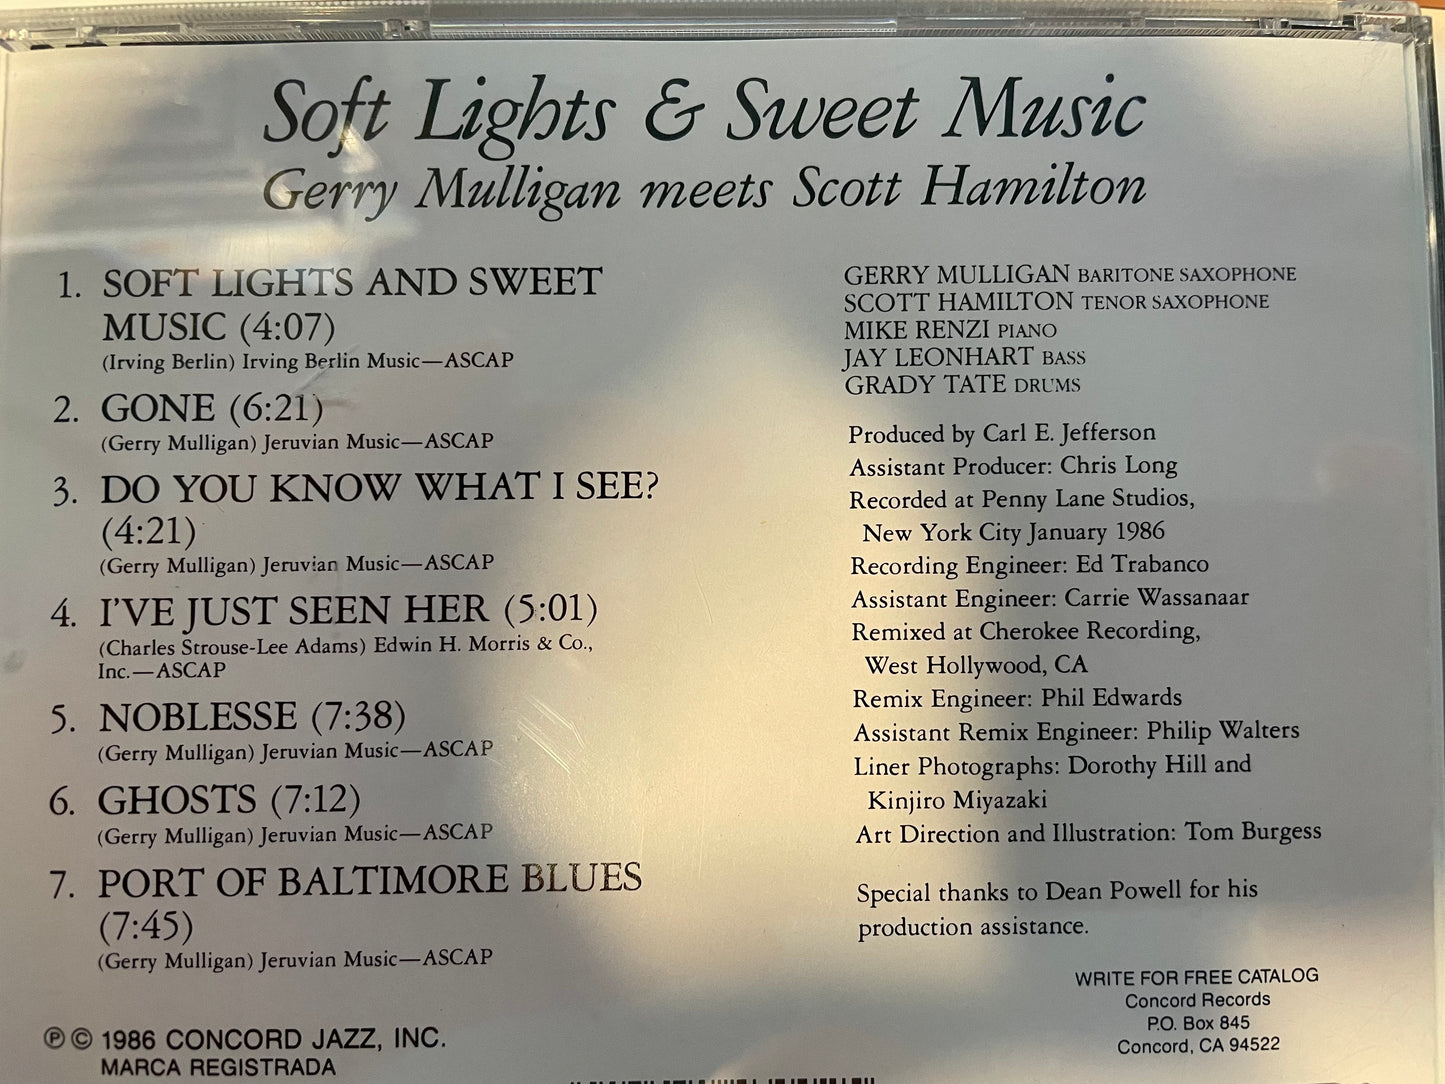 Soft Lights & Sweet Music
Gerry Mulligan meets Scott Hamilton
1. SOFT LIGHTS AND SWEET
MUSIC (4:07)
(Irving Berlin) Irving Berlin Music—ASCAP
2. GONE (6:21)
(Gerry Mulligan) Jeruvian Music—ASCAP
3. DO YOU KNOW WHAT I SEE?
(4:21)
(Gerry Mulligan) Jeruvian Music—ASCAP
4. I'VE JUST SEEN HER (5:01)
(Charles Strouse-Lee Adams) Edwin H. Morris & Co.,
Inc.—ASCAP
5. NOBLESSE (7:38)
(Gerry Mulligan) Jeruvian Music—ASCAP
6. GHOSTS (7:12)
(Gerry Mulligan) Jeruvian Music—ASCAP
7. PORT OF BALTIMORE BLUES
(7:45)
(Gerry Mulligan) Jeruvian Music—ASCAP
℗ © 1986 CONCORD JAZZ, INC.
MARCA REGISTRADA
GERRY MULLIGAN BARITONE SAXOPHONE
SCOTT HAMILTON TENOR SAXOPHONE
MIKE RENZI PIANO
JAY LEONHART BASS
GRADY TATE DRUMS
Produced by Carl E. Jefferson
Assistant Producer: Chris Long
Recorded at Penny Lane Studios,
New York City January 1986
Recording Engineer: Ed Trabanco
Assistant Engineer: Carrie Wassanaar
Remixed at Cherokee Recording,
West Hollywood, CA
Remix Engineer: Phil Edwards
Assistant Remix Engineer: Philip Walters
Liner Photographs: Dorothy Hill and
Kinjiro Miyazaki
Art Direction and Illustration: Tom Burgess
Special thanks to Dean Powell for his
production assistance.
WRITE FOR FREE CATALOG
Concord Records
P.O. Box 845
Concord, CA 94522